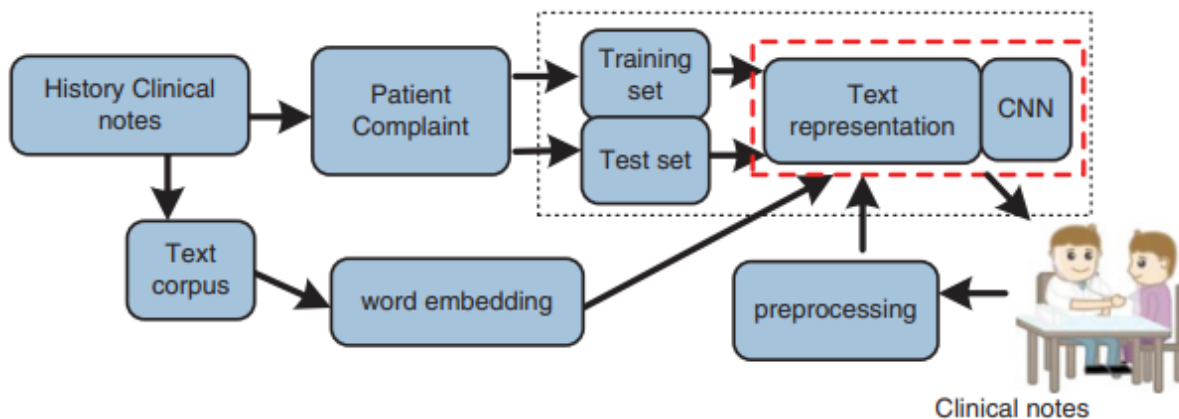 History Clinical
notes
Patient
Complaint
Training
set
Test set
Text
representation
CNN
Text
corpus
word embedding
preprocessing
Clinical notes